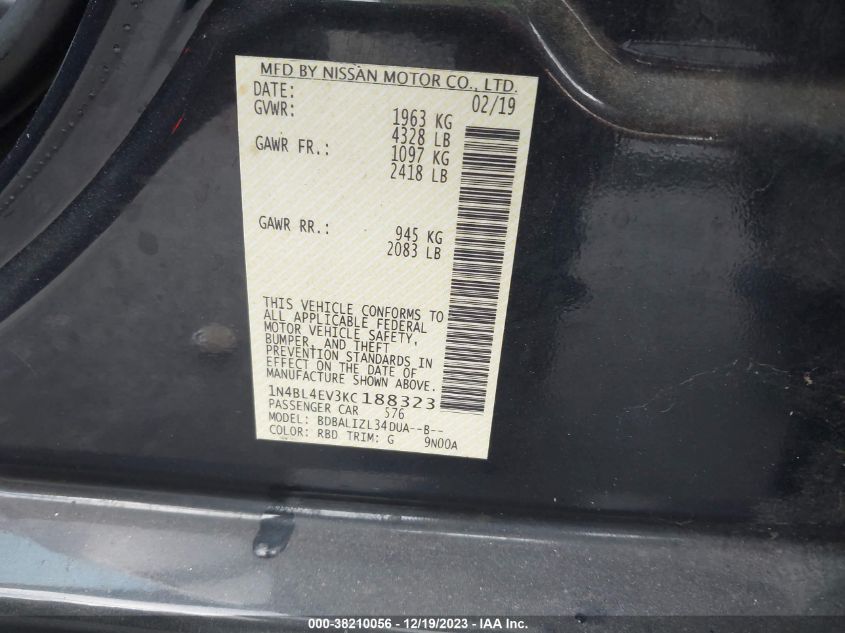 MFD BY NISSAN MOTOR CO., LTD.
DATE: 02/19
GVWR: 1963 KG
4328 LB
GAWR FR.: 1097 KG
2418 LB
GAWR RR.: 945 KG
2083 LB
THIS VEHICLE CONFORMS TO
ALL APPLICABLE FEDERAL
MOTOR VEHICLE SAFETY,
BUMPER, AND THEFT
PREVENTION STANDARDS IN
EFFECT ON THE DATE OF
MANUFACTURE SHOWN ABOVE.
1N4BL4EV3KC188323
PASSENGER CAR 576
MODEL: BDBALIZL34DUA--B--
COLOR: RBD TRIM: G 9N00A
000-38210056 - 12/19/2023 - IAA Inc.